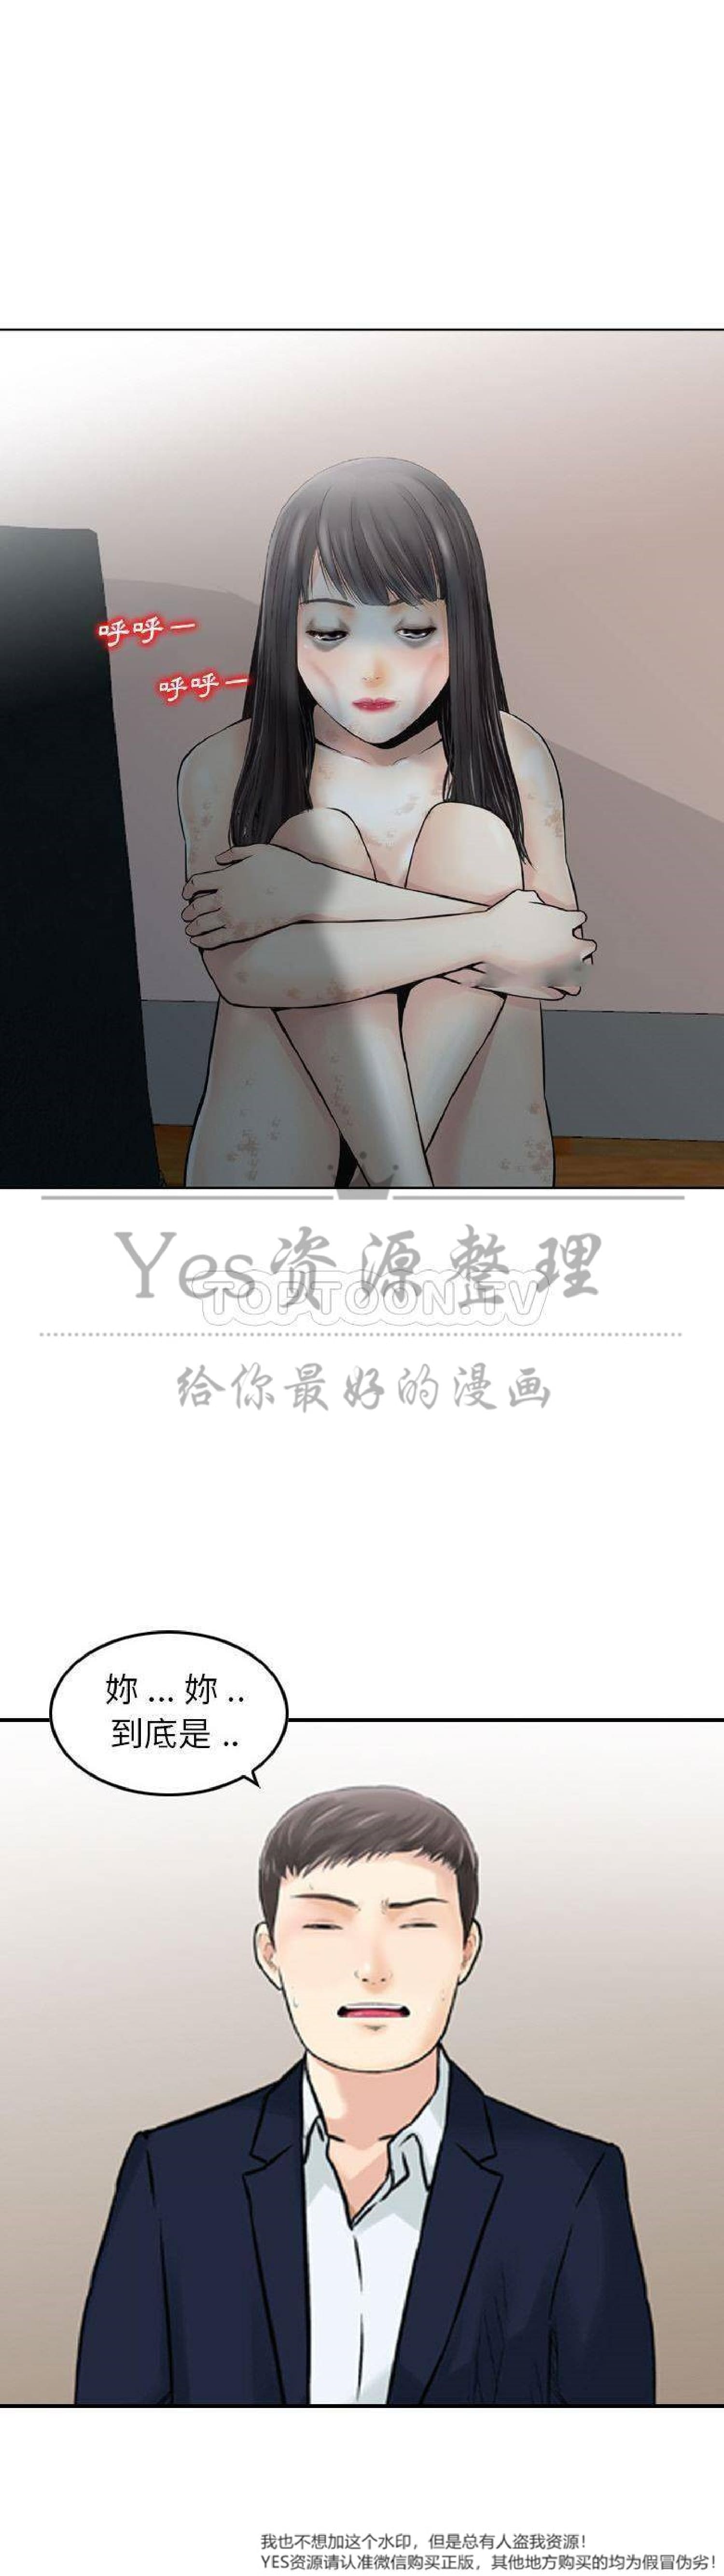 呼呼—
呼呼—
Yes资源整理
TOPTOON.TV
给你最好的漫画
妳... 妳..
到底是..
我也不想加这个水印，但是总有人盗我资源！
YES资源请认准微信购买正版，其他地方购买的均为假冒伪劣！